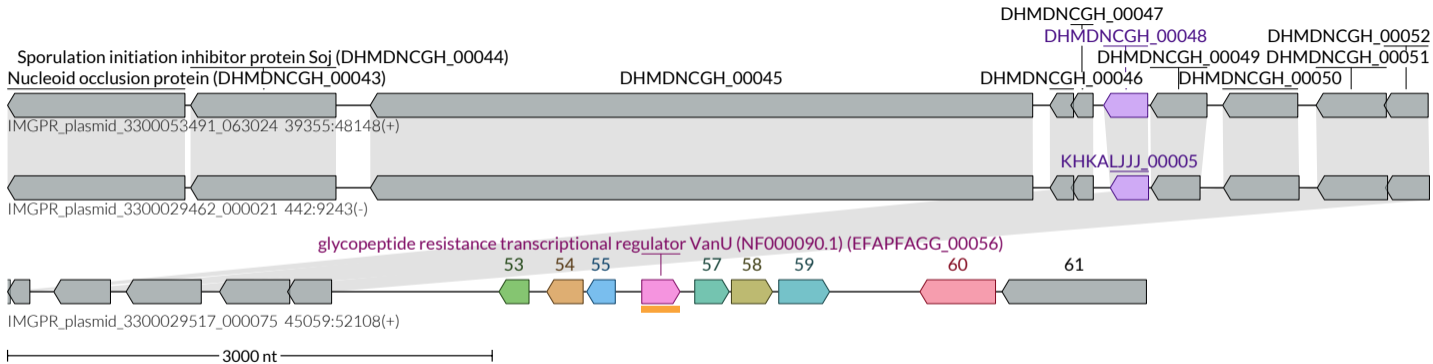 DHMDNCGH_00047
DHMDNCGH_00048 DHMDNCGH_00052
Sporulation initiation inhibitor protein Soj (DHMDNCGH_00044) DHMDNCGH_00049 DHMDNCGH_00051
Nucleoid occlusion protein (DHMDNCGH_00043) DHMDNCGH_00045 DHMDNCGH_00046 DHMDNCGH_00050
IMGPR_plasmid_3300053491_063024 39355:48148(+)
KHKALJJJ_00005
IMGPR_plasmid_3300029462_000021 442:9243(-)
glycopeptide resistance transcriptional regulator VanU (NF000090.1) (EFAPFAGG_00056)
53 54 55 57 58 59 60 61
IMGPR_plasmid_3300029517_000075 45059:52108(+)
3000 nt